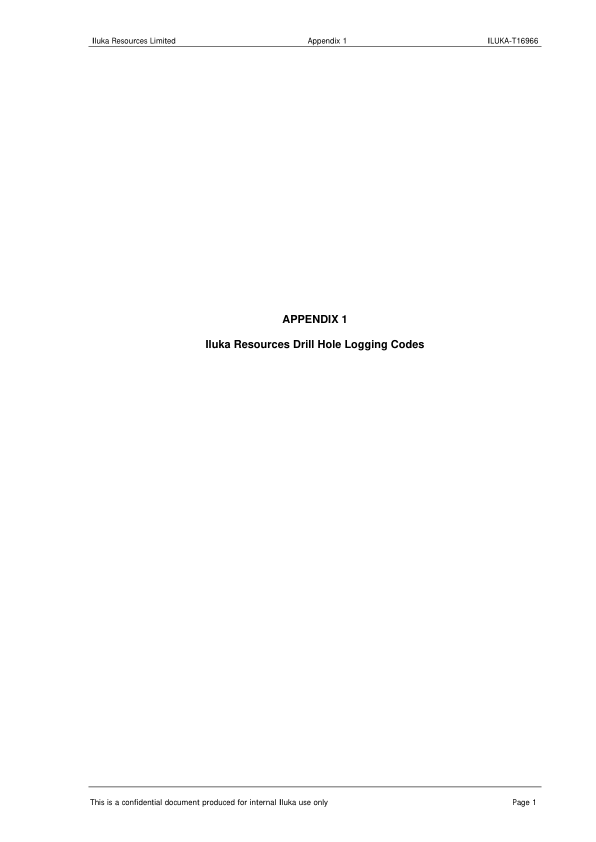 Iluka Resources Limited Appendix 1 ILUKA-T16966
APPENDIX 1
Iluka Resources Drill Hole Logging Codes
This is a confidential document produced for internal Iluka use only Page 1